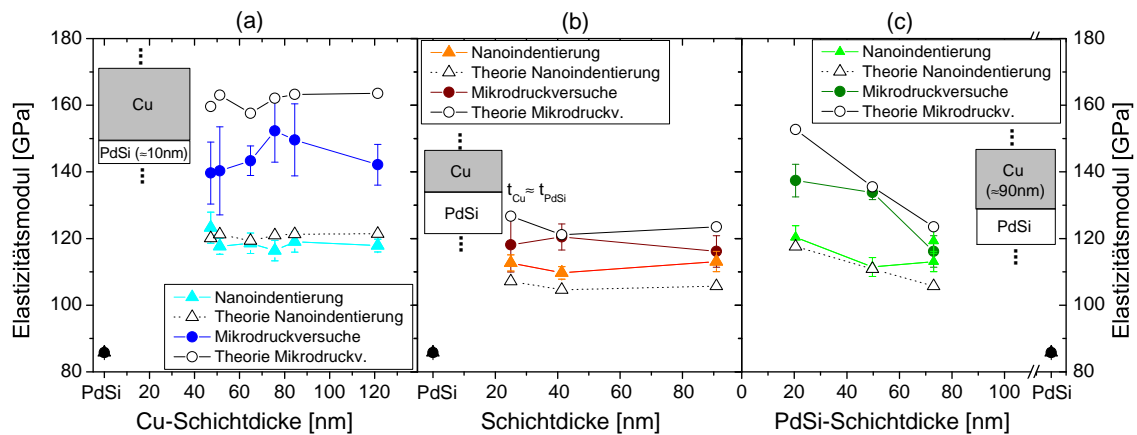 (a)
(b)
(c)
Elastizitätsmodul [GPa]
180
160
140
120
100
80
Cu
PdSi (≈10nm)
Nanoindentierung
Theorie Nanoindentierung
Mikrodruckversuche
Theorie Mikrodruckv.
PdSi
20
40
60
80
100
120
Cu-Schichtdicke [nm]
Nanoindentierung
Theorie Nanoindentierung
Mikrodruckversuche
Theorie Mikrodruckv.
Cu
PdSi
t_Cu ≈ t_PdSi
PdSi
20
40
60
80
Schichtdicke [nm]
Nanoindentierung
Theorie Nanoindentierung
Mikrodruckversuche
Theorie Mikrodruckv.
Cu
(≈90nm)
PdSi
0
20
40
60
80
100
PdSi
PdSi-Schichtdicke [nm]
180
160
140
120
100
80
Elastizitätsmodul [GPa]